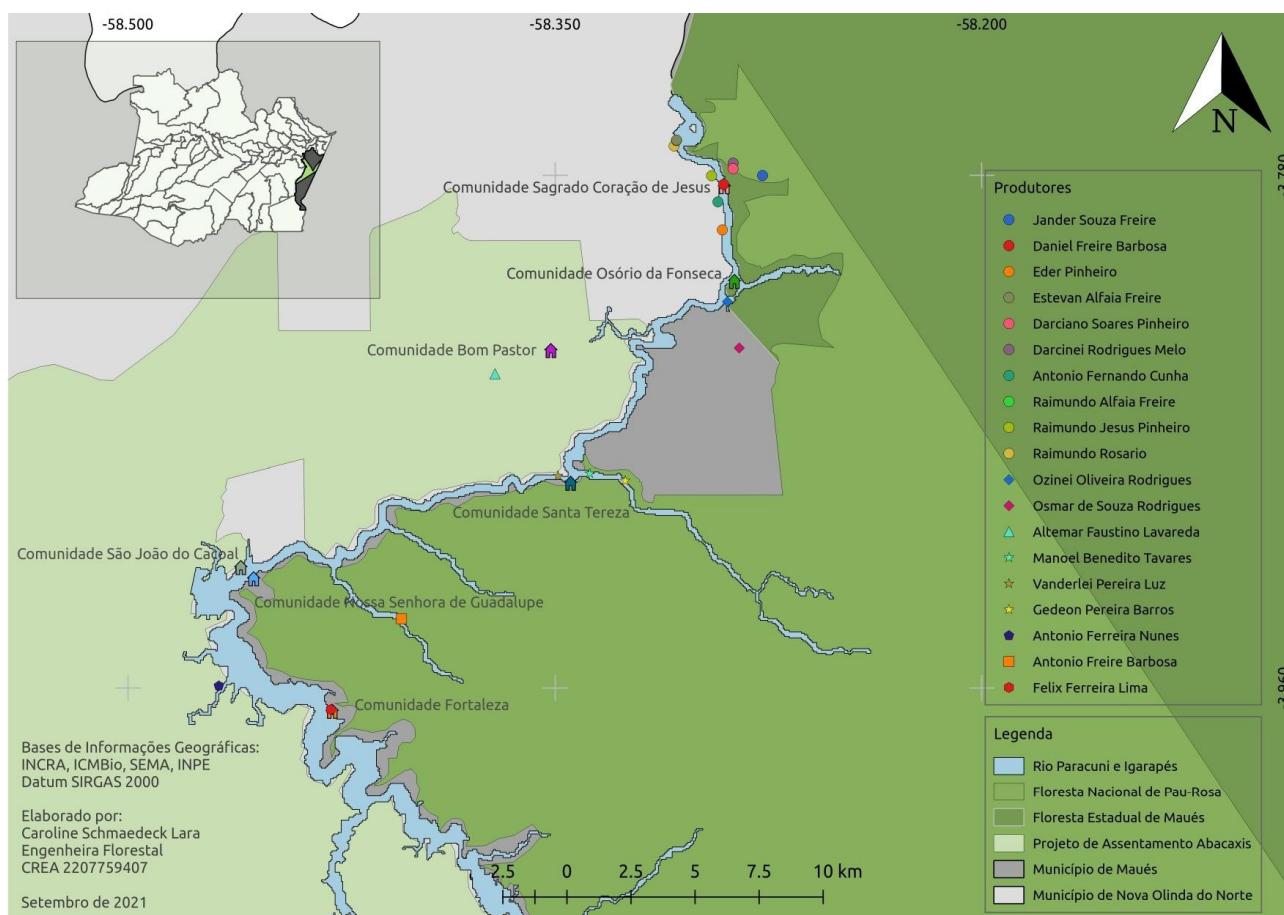 -58.500
-58.350
-58.200
N
-3.780
-3.960
Comunidade Sagrado Coração de Jesus
Comunidade Osório da Fonseca
Comunidade Bom Pastor
Comunidade Santa Tereza
Comunidade São João do Cacoal
Comunidade Nossa Senhora de Guadalupe
Comunidade Fortaleza
Produtores
Jander Souza Freire
Daniel Freire Barbosa
Eder Pinheiro
Estevan Alfaia Freire
Darciano Soares Pinheiro
Darcinei Rodrigues Melo
Antonio Fernando Cunha
Raimundo Alfaia Freire
Raimundo Jesus Pinheiro
Raimundo Rosario
Ozinei Oliveira Rodrigues
Osmar de Souza Rodrigues
Altemar Faustino Lavareda
Manoel Benedito Tavares
Vanderlei Pereira Luz
Gedeon Pereira Barros
Antonio Ferreira Nunes
Antonio Freire Barbosa
Felix Ferreira Lima
Legenda
Rio Paracuni e Igarapés
Floresta Nacional de Pau-Rosa
Floresta Estadual de Maués
Projeto de Assentamento Abacaxis
Município de Maués
Município de Nova Olinda do Norte
Bases de Informações Geográficas:
INCRA, ICMBio, SEMA, INPE
Datum SIRGAS 2000
Elaborado por:
Caroline Schmaedeck Lara
Engenheira Florestal
CREA 2207759407
Setembro de 2021
2.5 0 2.5 5 7.5 10 km